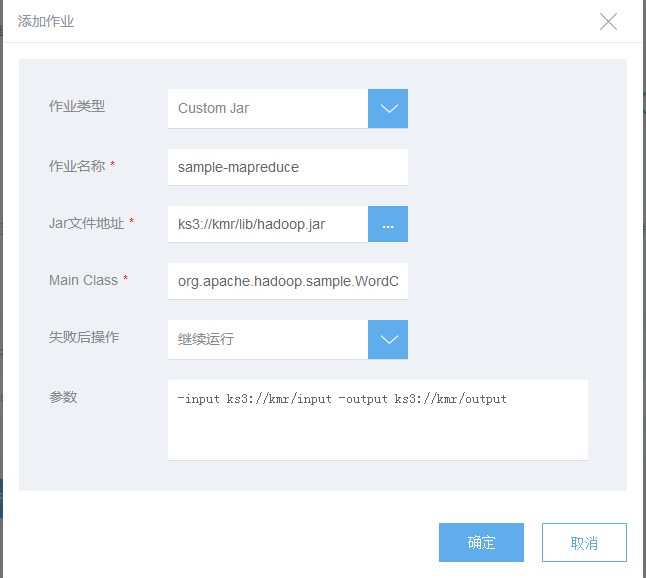 添加作业
作业类型 Custom Jar
作业名称 * sample-mapreduce
Jar文件地址 * ks3://kmr/lib/hadoop.jar ...
Main Class * org.apache.hadoop.sample.WordC
失败后操作 继续运行
参数 -input ks3://kmr/input -output ks3://kmr/output
确定 取消